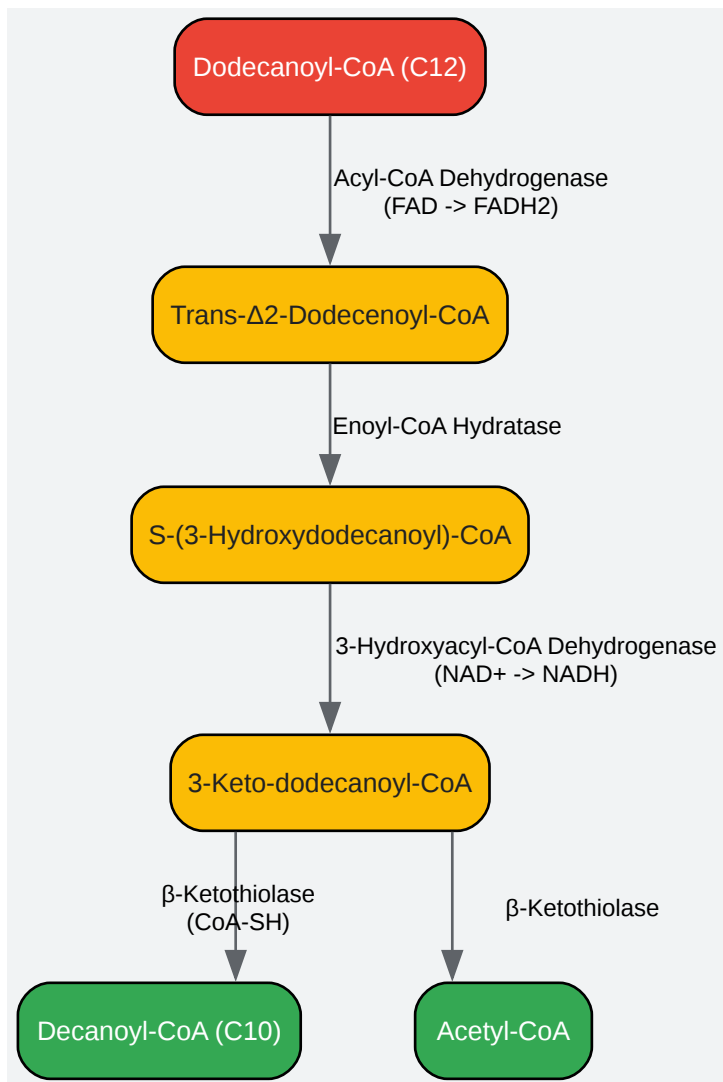 Dodecanoyl-CoA (C12)
Acyl-CoA Dehydrogenase
(FAD -> FADH2)
Trans-Δ2-Dodecenoyl-CoA
Enoyl-CoA Hydratase
S-(3-Hydroxydodecanoyl)-CoA
3-Hydroxyacyl-CoA Dehydrogenase
(NAD+ -> NADH)
3-Keto-dodecanoyl-CoA
β-Ketothiolase
(CoA-SH)
β-Ketothiolase
Decanoyl-CoA (C10)
Acetyl-CoA